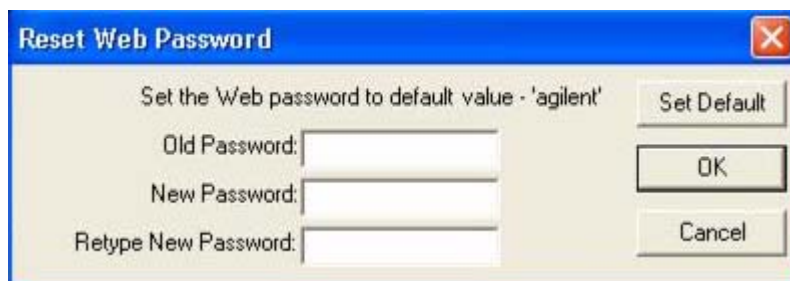 Reset Web Password
Set the Web password to default value - 'agilent'
Set Default
Old Password:
OK
New Password:
Retype New Password:
Cancel